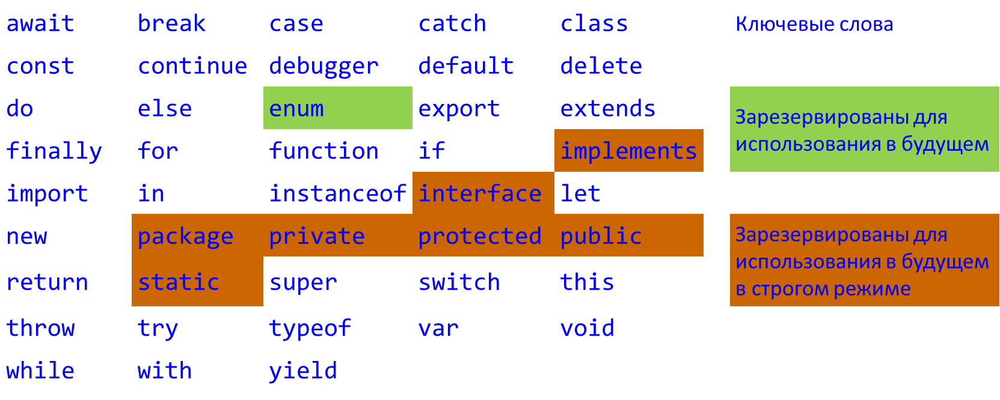 await break case catch class Ключевые слова
const continue debugger default delete
do else enum export extends
Зарезервированы для
использования в будущем
finally for function if implements
import in instanceof interface let
new package private protected public
Зарезервированы для
использования в будущем
в строгом режиме
return static super switch this
throw try typeof var void
while with yield